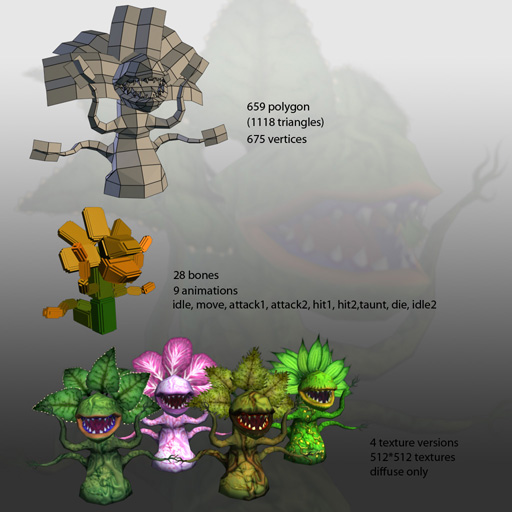 659 polygon
(1118 triangles)
675 vertices
28 bones
9 animations
idle, move, attack1, attack2, hit1, hit2,taunt, die, idle2
4 texture versions
512*512 textures
diffuse only